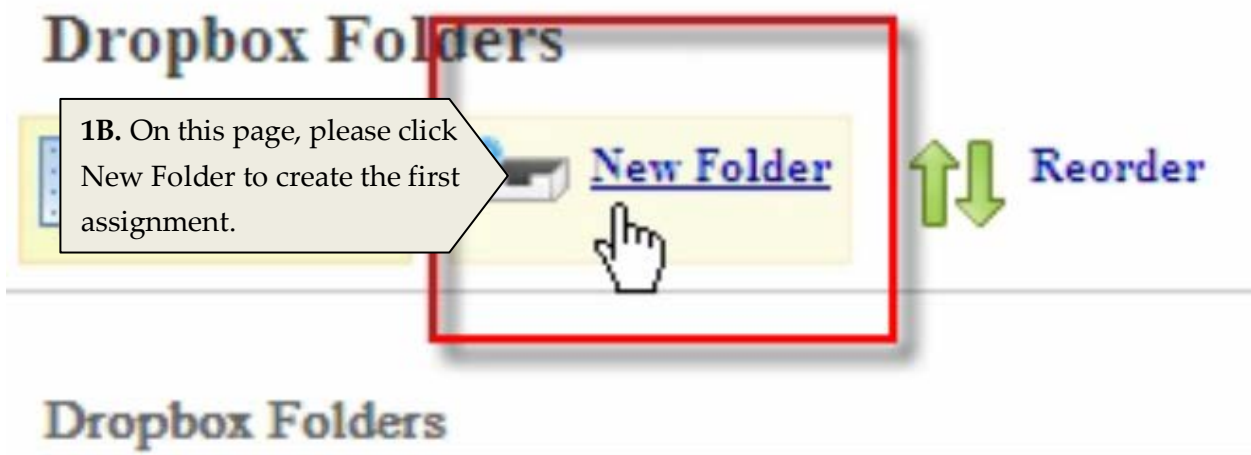 Dropbox Folders
1B. On this page, please click
New Folder to create the first
assignment.
New Folder
Reorder
Dropbox Folders